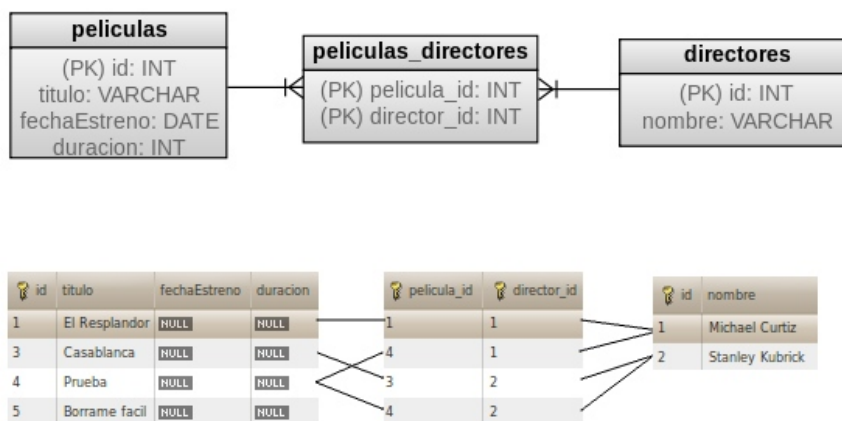 peliculas
(PK) id: INT
titulo: VARCHAR
fechaEstreno: DATE
duracion: INT
peliculas_directores
(PK) pelicula_id: INT
(PK) director_id: INT
directores
(PK) id: INT
nombre: VARCHAR
id titulo fechaEstreno duracion
1 El Resplandor NULL NULL
3 Casablanca NULL NULL
4 Prueba NULL NULL
5 Borrame facil NULL NULL
pelicula_id director_id
1 1
4 1
3 2
4 2
id nombre
1 Michael Curtiz
2 Stanley Kubrick